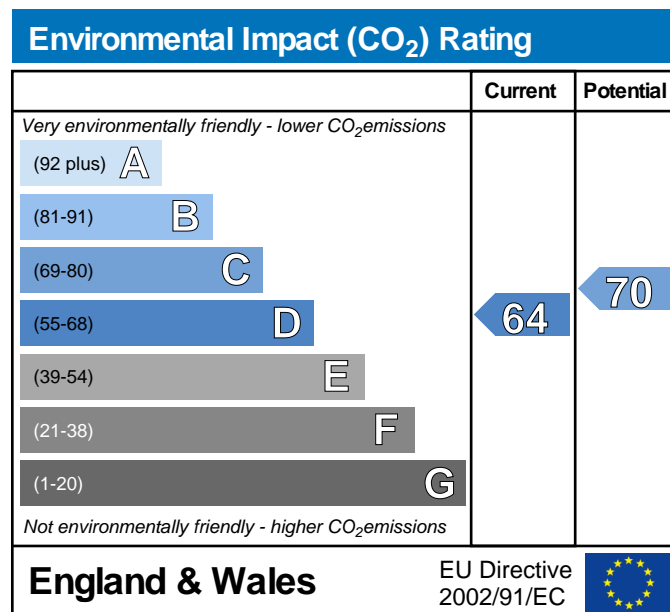 Environmental Impact (CO₂) Rating
Current Potential
Very environmentally friendly - lower CO₂emissions
(92 plus) A
(81-91) B
(69-80) C
(55-68) D
(39-54) E
(21-38) F
(1-20) G
64
70
Not environmentally friendly - higher CO₂emissions
England & Wales
EU Directive
2002/91/EC